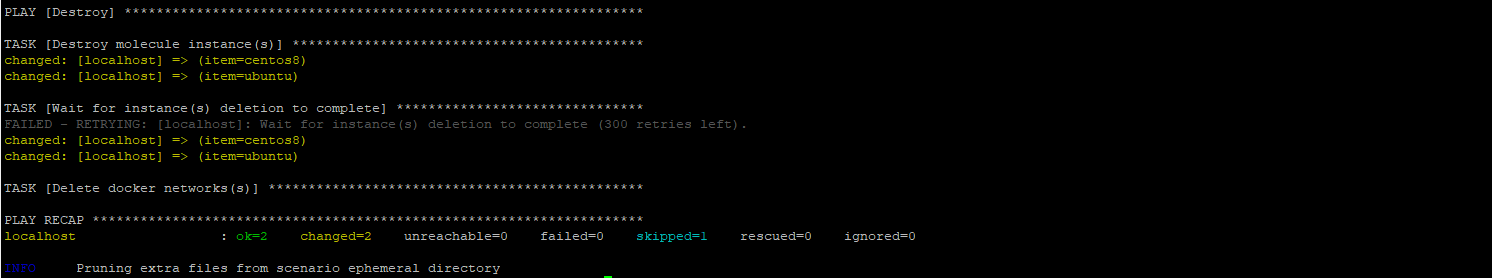 PLAY [Destroy] *****************************************************************
TASK [Destroy molecule instance(s)] ********************************************
changed: [localhost] => (item=centos8)
changed: [localhost] => (item=ubuntu)
TASK [Wait for instance(s) deletion to complete] *******************************
FAILED - RETRYING: [localhost]: Wait for instance(s) deletion to complete (300 retries left).
changed: [localhost] => (item=centos8)
changed: [localhost] => (item=ubuntu)
TASK [Delete docker networks(s)] ***********************************************
PLAY RECAP *********************************************************************
localhost                  : ok=2    changed=2    unreachable=0    failed=0    skipped=1    rescued=0    ignored=0
INFO     Pruning extra files from scenario ephemeral directory